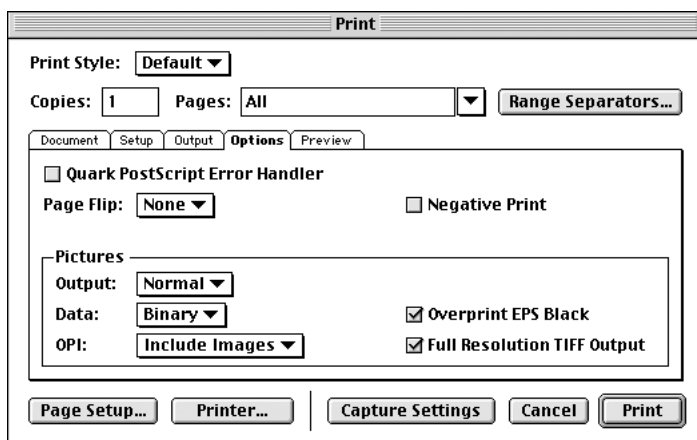 Print
Print Style: Default
Copies: 1 Pages: All Range Separators...
Document Setup Output Options Preview
Quark PostScript Error Handler
Page Flip: None Negative Print
Pictures
Output: Normal
Data: Binary Overprint EPS Black
OPI: Include Images Full Resolution TIFF Output
Page Setup... Printer... Capture Settings Cancel Print